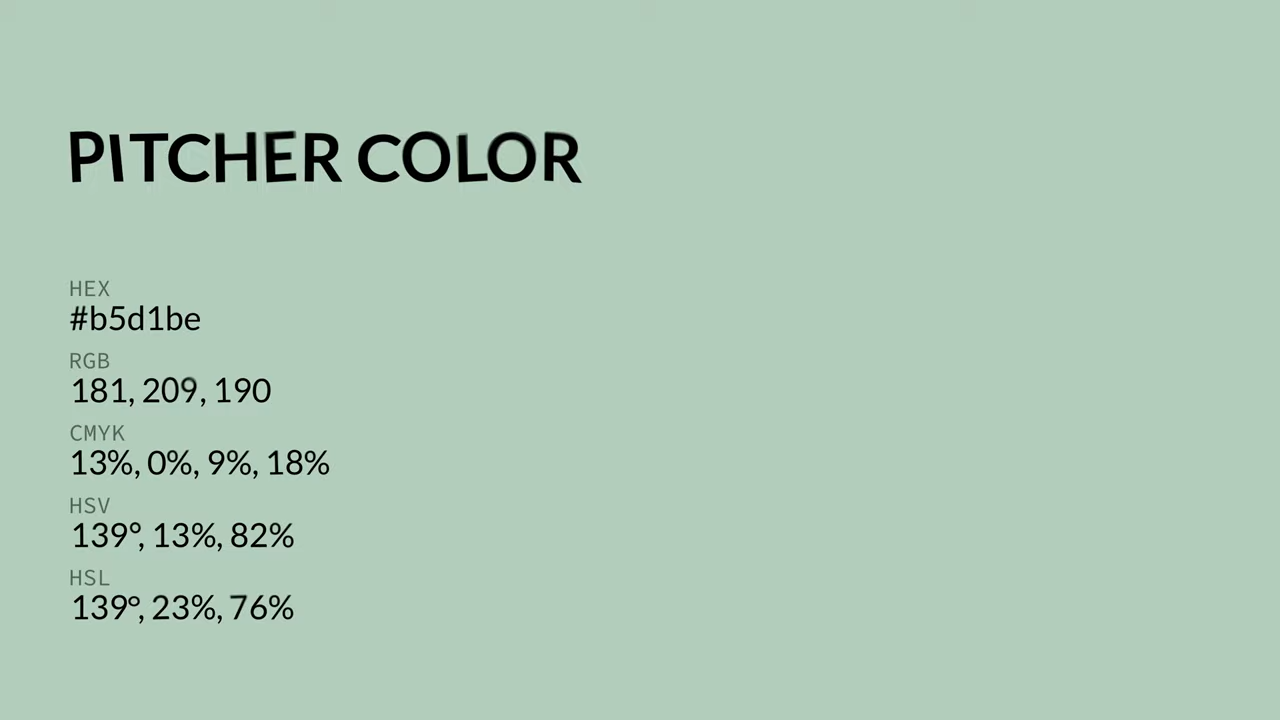 PITCHER COLOR
HEX
#b5d1be
RGB
181, 209, 190
CMYK
13%, 0%, 9%, 18%
HSV
139°, 13%, 82%
HSL
139°, 23%, 76%